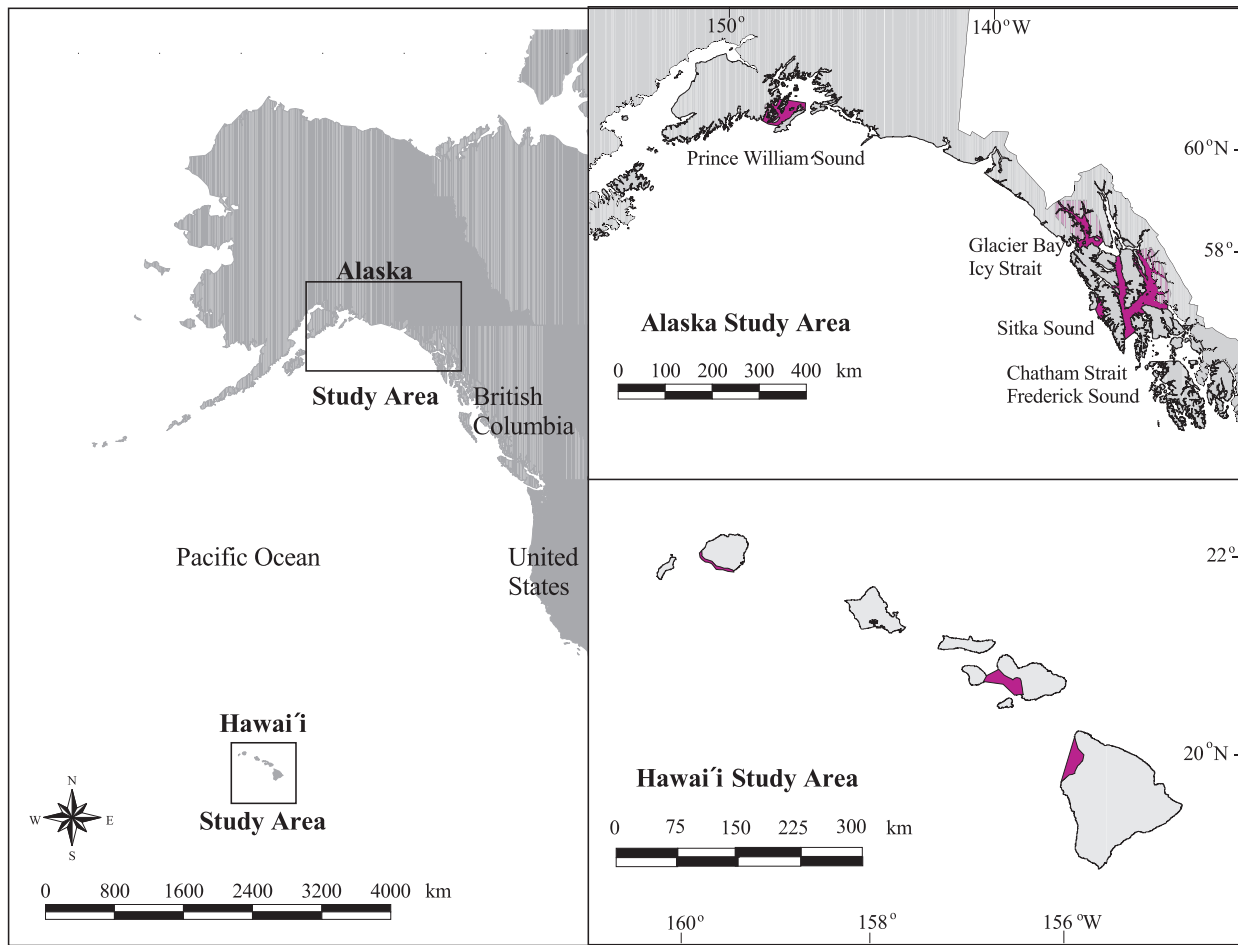 Alaska
Study Area
British
Columbia
Pacific Ocean
United
States
Hawai´i
Study Area
N
W E
S
0 800 1600 2400 3200 4000 km
150° 140°W
60°N
Prince William Sound
58°
Glacier Bay
Icy Strait
Alaska Study Area
Sitka Sound
0 100 200 300 400 km
Chatham Strait
Frederick Sound
22°
20°N
Hawai´i Study Area
0 75 150 225 300 km
160° 158° 156°W